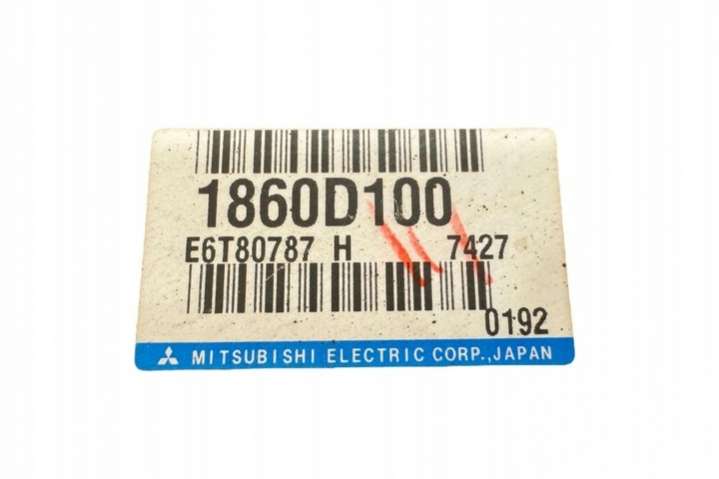 1860D100
E6T80787 H 7427
0192
MITSUBISHI ELECTRIC CORP.,JAPAN